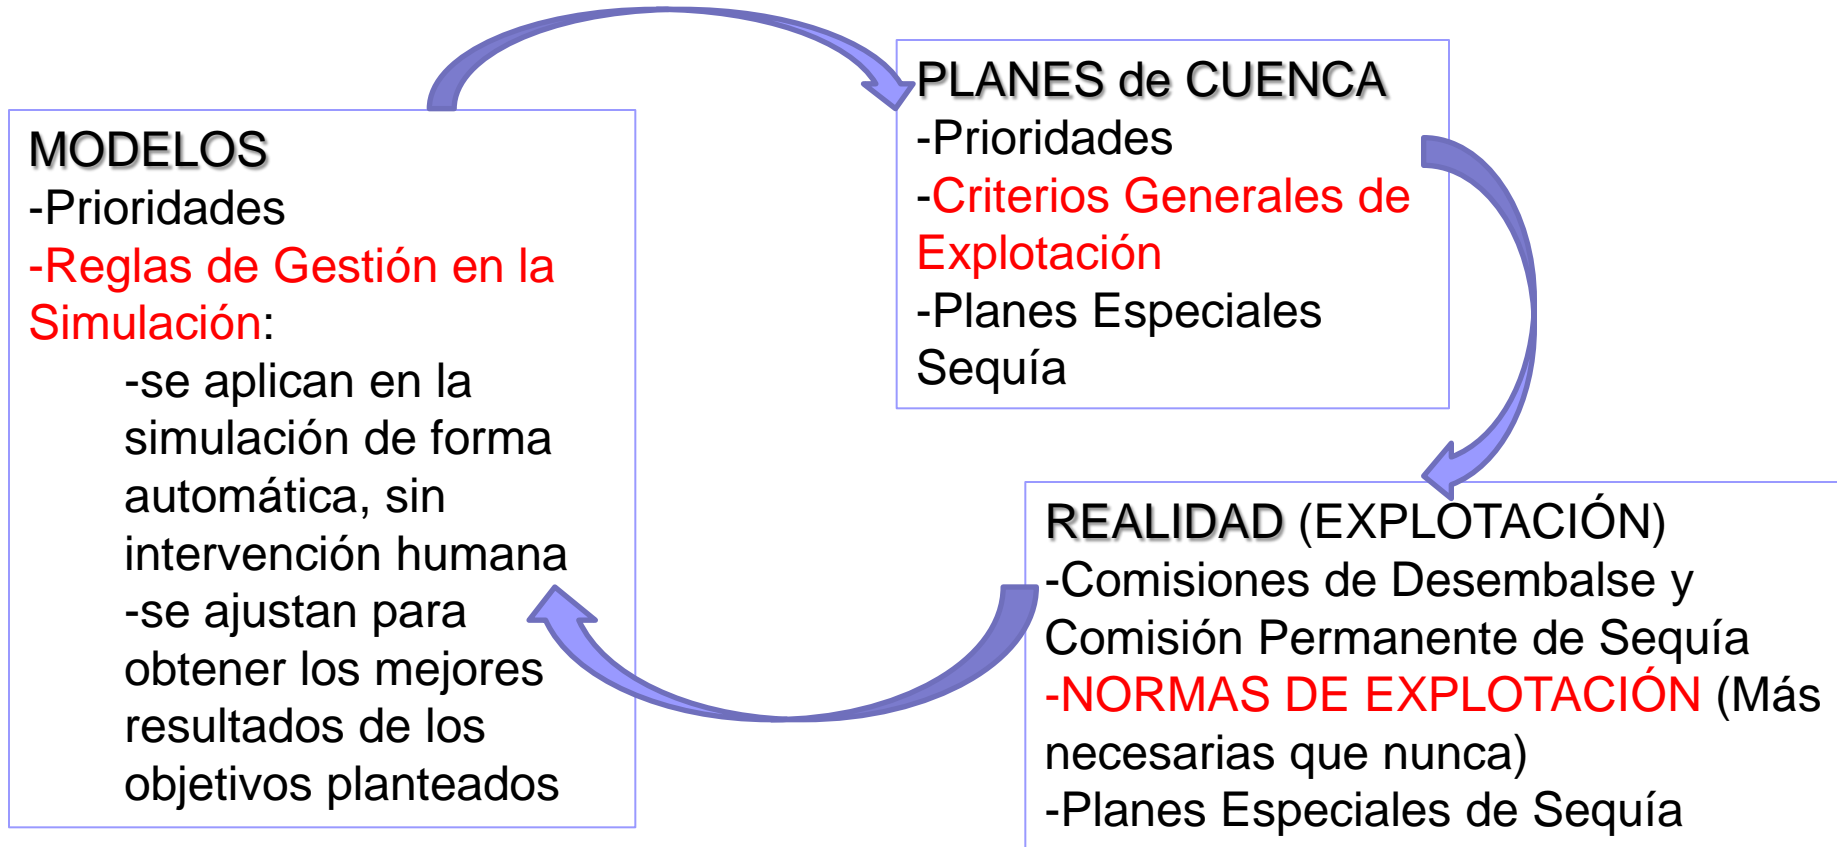 MODELOS
-Prioridades
-Reglas de Gestión en la
Simulación:
-se aplican en la
simulación de forma
automática, sin
intervención humana
-se ajustan para
obtener los mejores
resultados de los
objetivos planteados
PLANES de CUENCA
-Prioridades
-Criterios Generales de
Explotación
-Planes Especiales
Sequía
REALIDAD (EXPLOTACIÓN)
-Comisiones de Desembalse y
Comisión Permanente de Sequía
-NORMAS DE EXPLOTACIÓN (Más
necesarias que nunca)
-Planes Especiales de Sequía